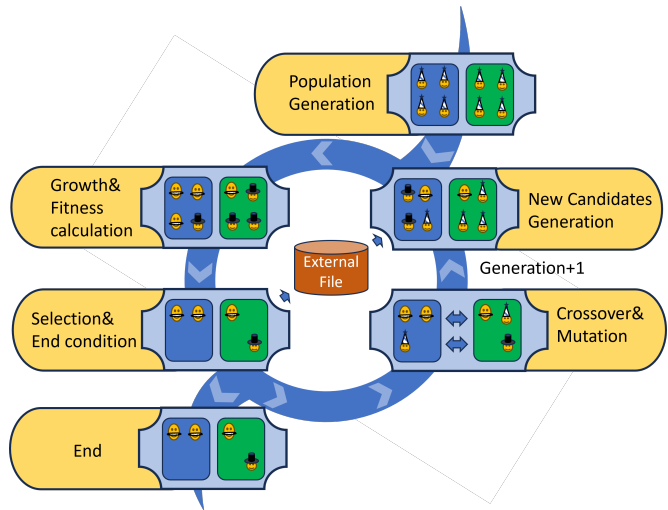 Population
Generation
Growth&
Fitness
calculation
New Candidates
Generation
External
File
Generation+1
Selection&
End condition
Crossover&
Mutation
End